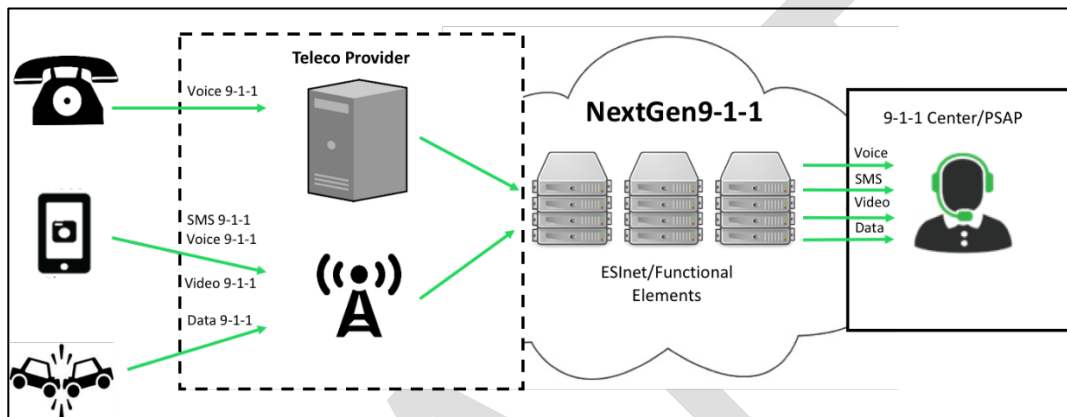 Teleco Provider
Voice 9-1-1
SMS 9-1-1
Voice 9-1-1
Video 9-1-1
Data 9-1-1
NextGen9-1-1
ESInet/Functional
Elements
9-1-1 Center/PSAP
Voice
SMS
Video
Data